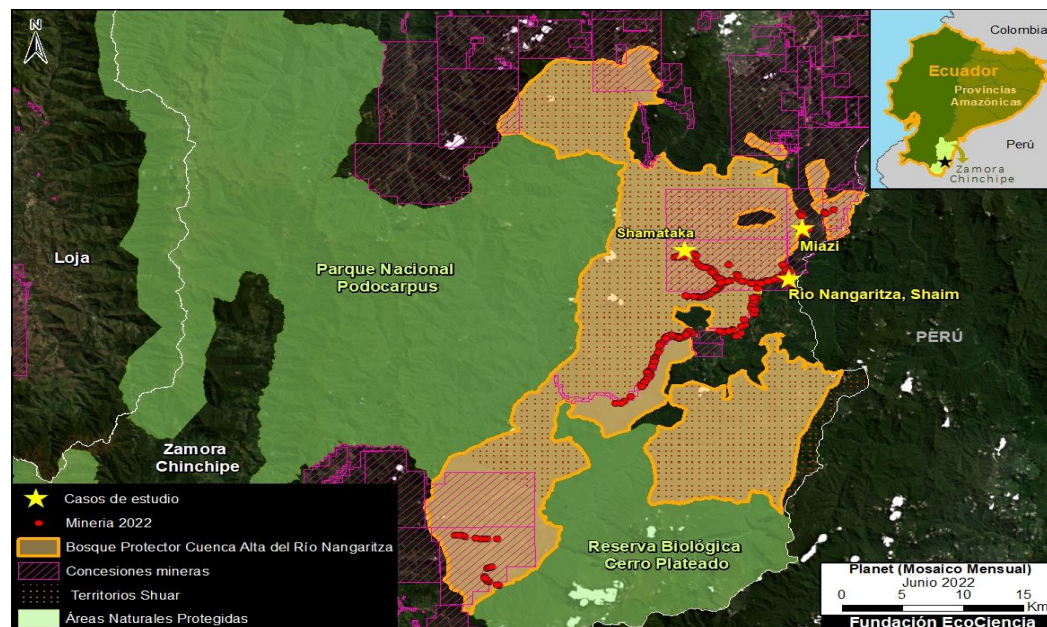 N
Colombia
Ecuador
Provincias
Amazónicas
Perú
Zamora
Chinchipe
Shamataka
Miazi
Loja
Parque Nacional
Podocarpus
Río Nangaritza, Shaim
PERÚ
Zamora
Chinchipe
Reserva Biológica
Cerro Plateado
Casos de estudio
Mineria 2022
Bosque Protector Cuenca Alta del Río Nangaritza
Concesiones mineras
Territorios Shuar
Áreas Naturales Protegidas
Planet (Mosaico Mensual)
Junio 2022
0 5 10 15
Km
Fundación EcoCiencia